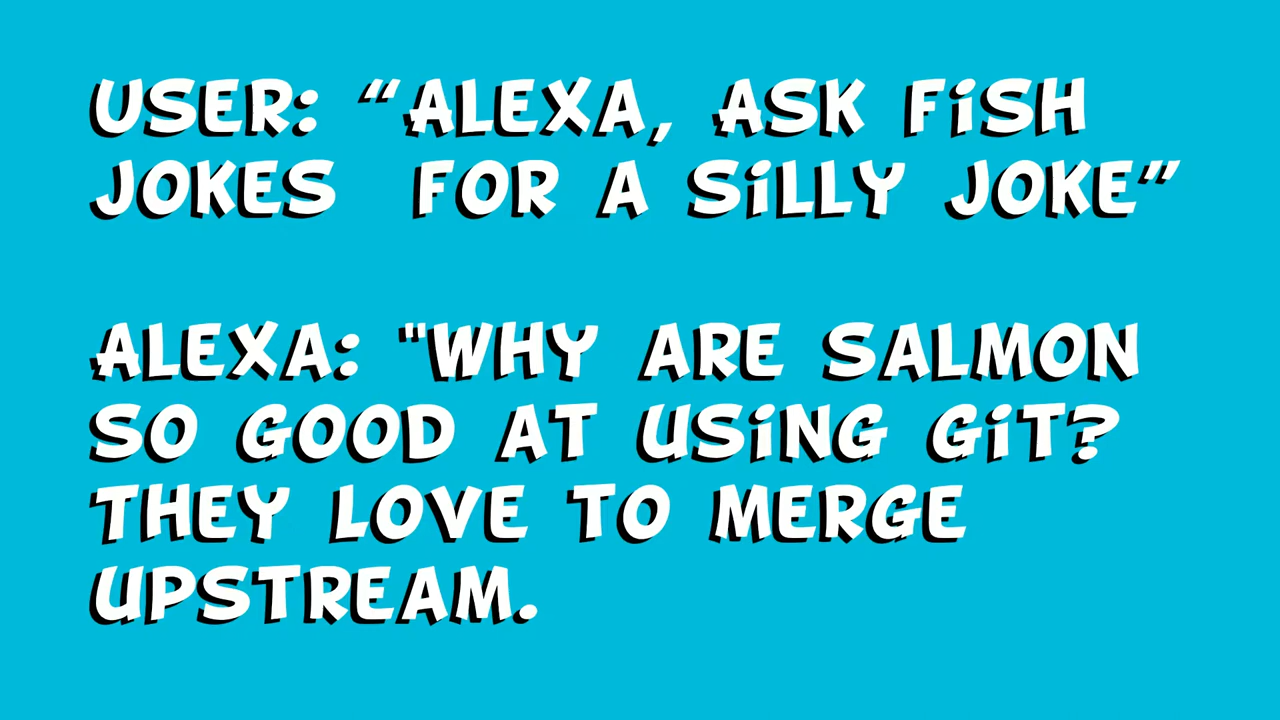 USER: “ALEXA, ASK FiSH
JOKES FOR A SiLLY JOKE”
ALEXA: "WHY ARE SALMON
SO GOOD AT USiNG GiT?
THEY LOVE TO MERGE
UPSTREAM.